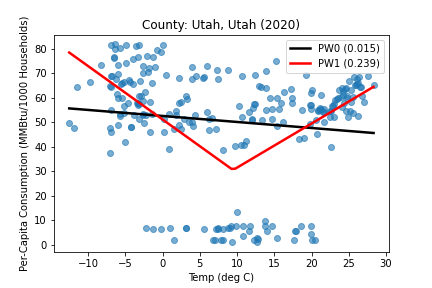 County: Utah, Utah (2020)
PW0 (0.015)
PW1 (0.239)
Per-Capita Consumption (MMBtu/1000 Households)
80
70
60
50
40
30
20
10
0
−10 −5 0 5 10 15 20 25 30
Temp (deg C)